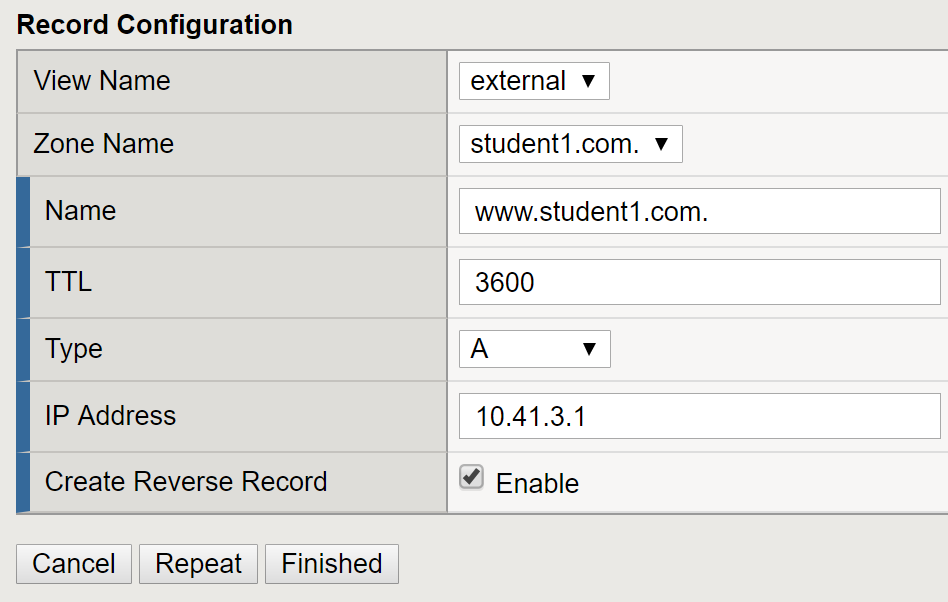 Record Configuration
View Name external
Zone Name student1.com.
Name www.student1.com.
TTL 3600
Type A
IP Address 10.41.3.1
Create Reverse Record Enable
Cancel Repeat Finished